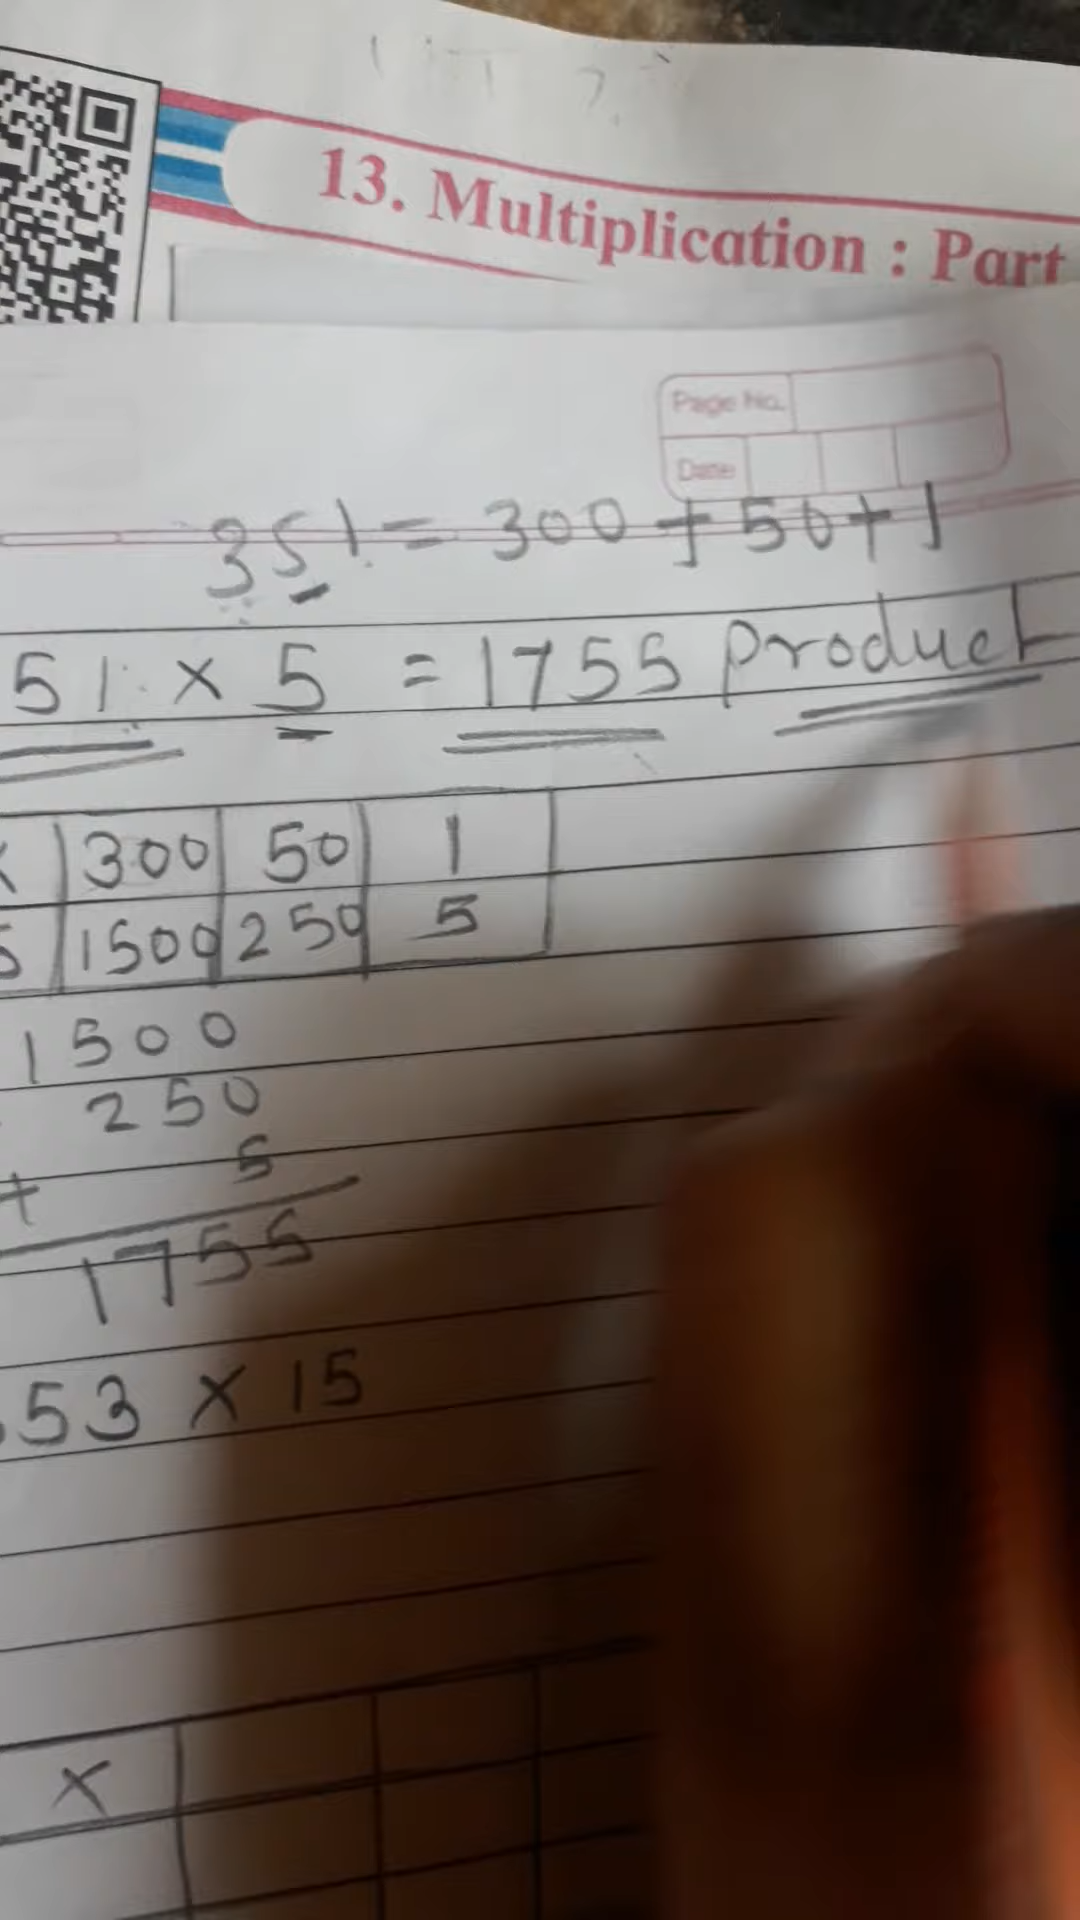 13. Multiplication : Part
Page No.
Date
351 = 300 + 50 + 1
51 × 5 = 1755 product
× 300 50 1
5 1500 250 5
1500
250
+ 5
1755
53 × 15
×